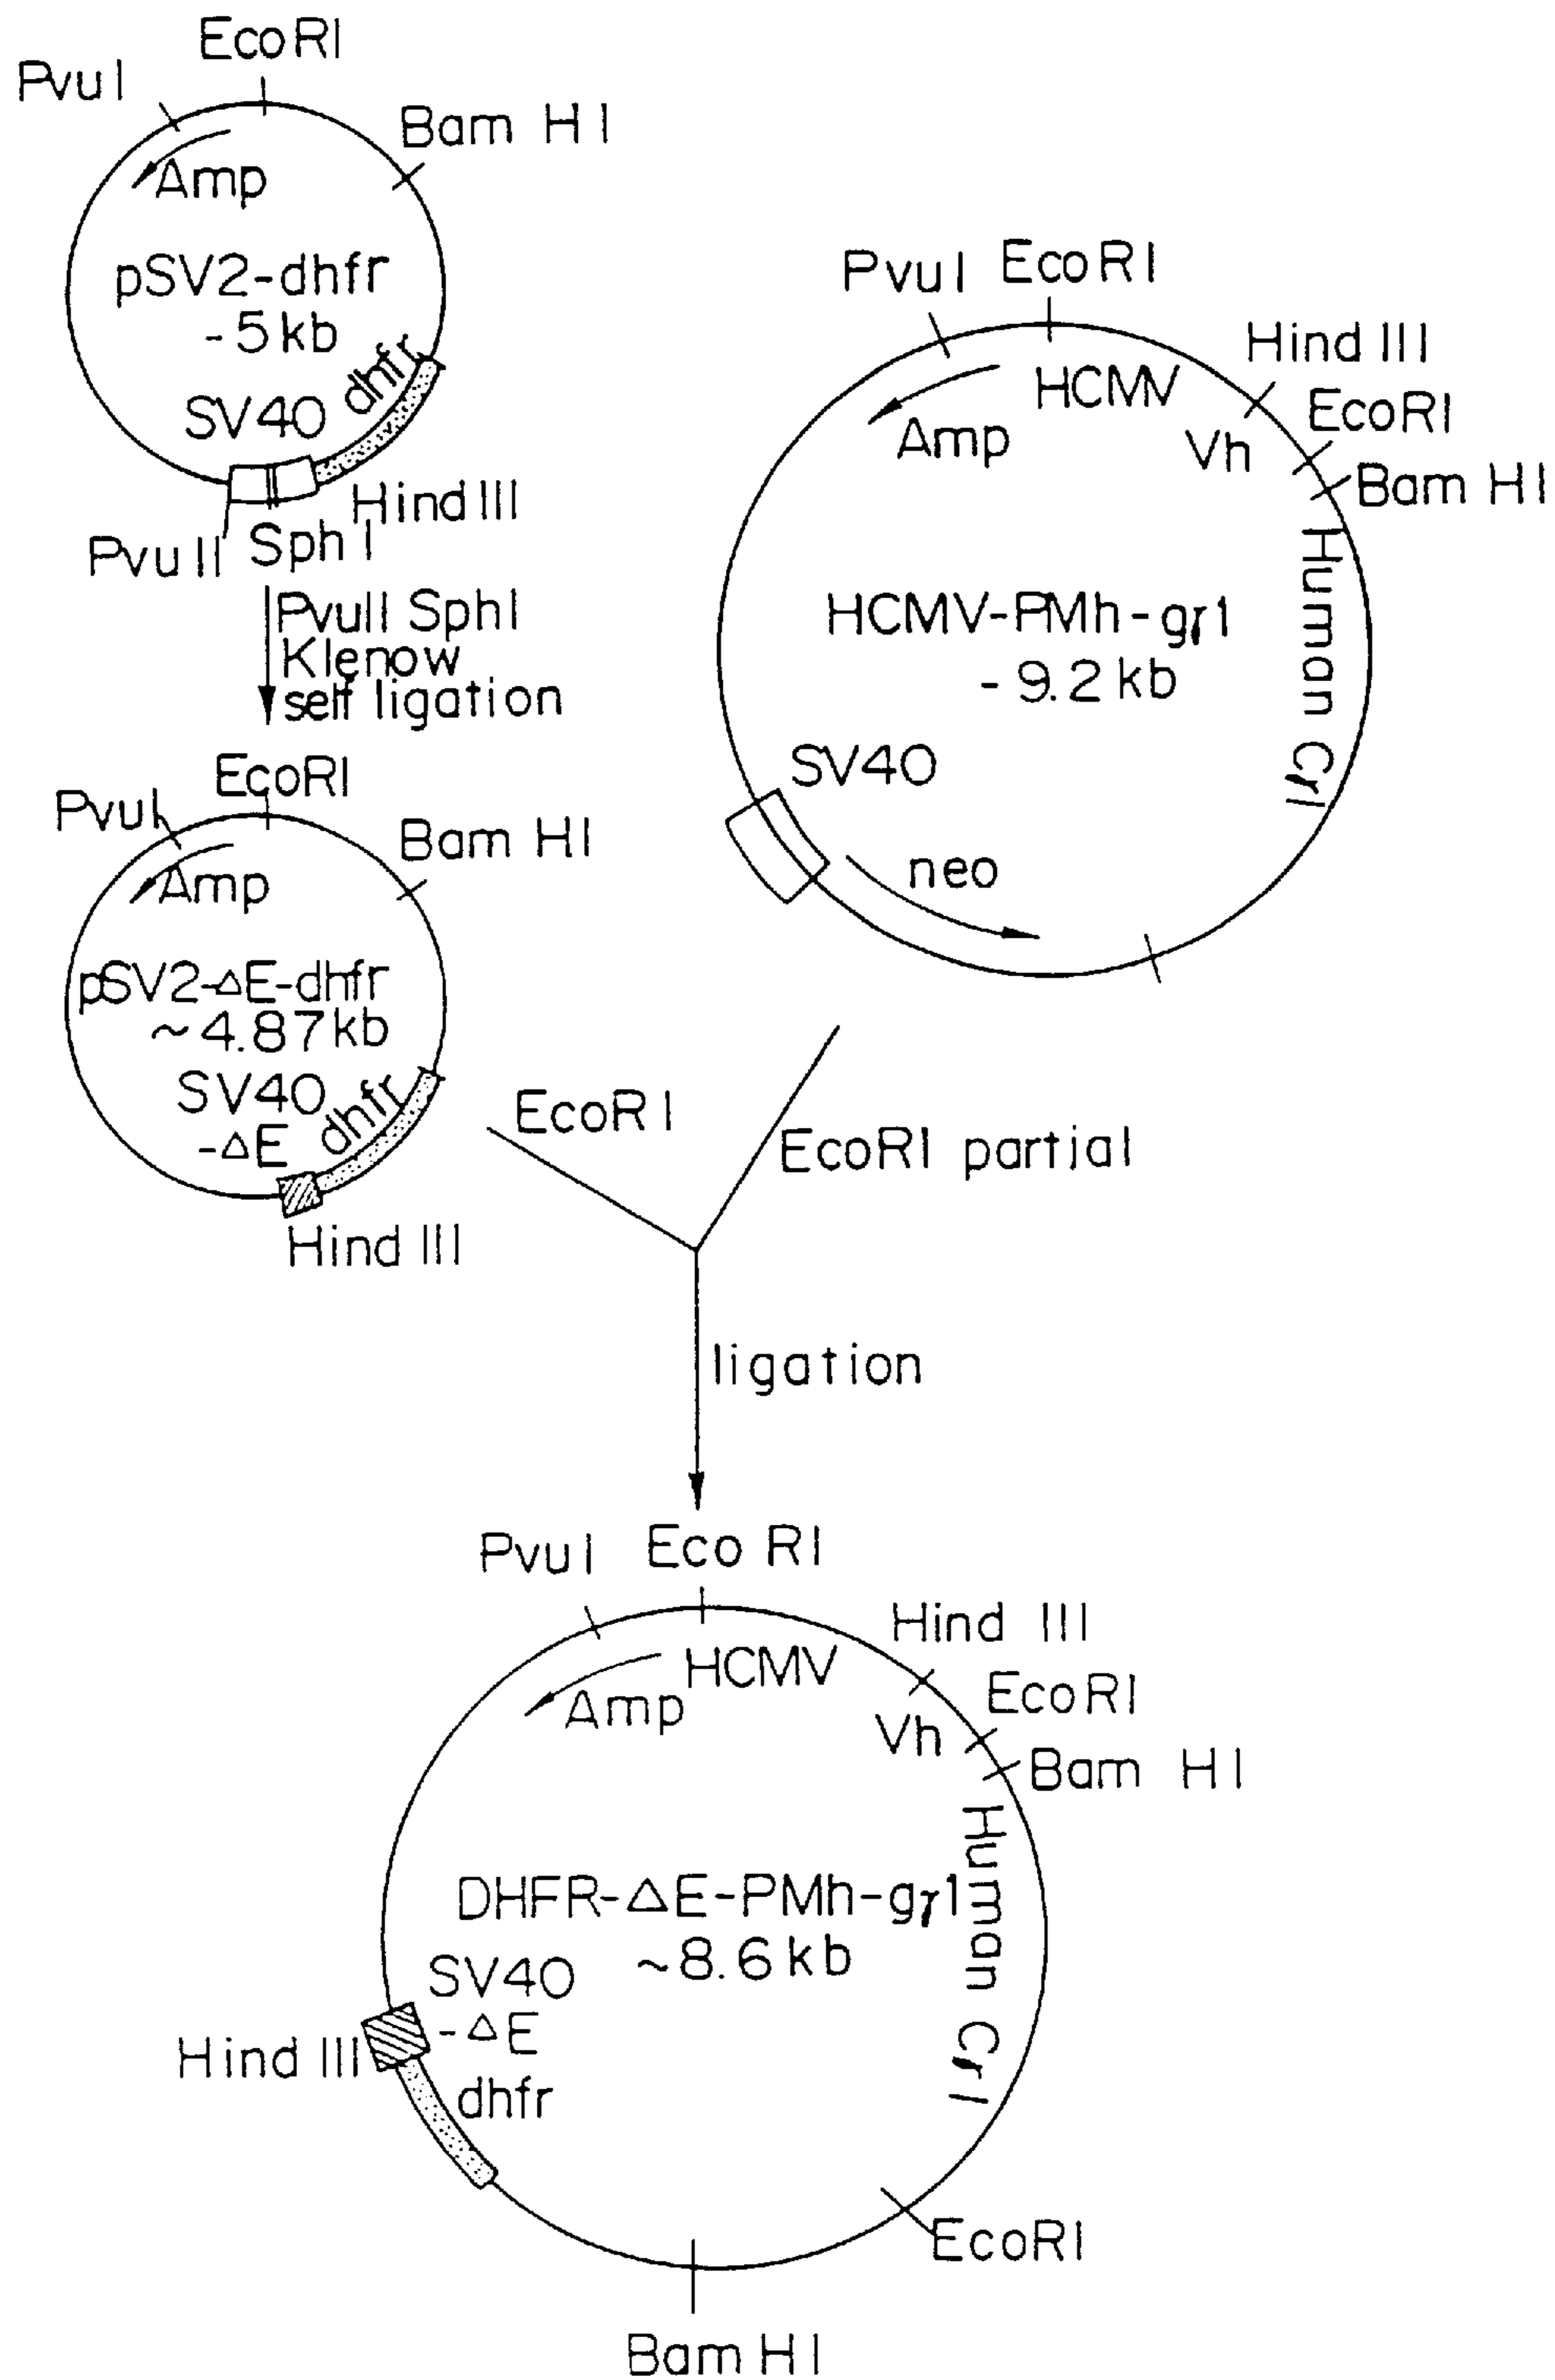 EcoRI
PvuI
Bam HI
Amp
pSV2-dhfr
-5kb
dhfr
SV40
HindIII
PvuII
SphI
PvuII SphI
Klenow
self ligation
PvuI EcoRI
Hind III
HCMV
EcoRI
Amp
Vh
Bam HI
HCMV-PMh-gγ1
-9.2kb
Human Cγ1
SV40
neo
EcoRI
PvuI
Bam HI
Amp
pSV2-ΔE-dhfr
~4.87kb
SV40
-ΔE
dhfr
Hind III
EcoRI
EcoRI partial
ligation
PvuI Eco RI
Hind III
HCMV
EcoRI
Amp
Vh
Bam HI
Human Cγ1
DHFR-ΔE-PMh-gγ1
~8.6kb
SV40
-ΔE
Hind III
dhfr
EcoRI
Bam HI